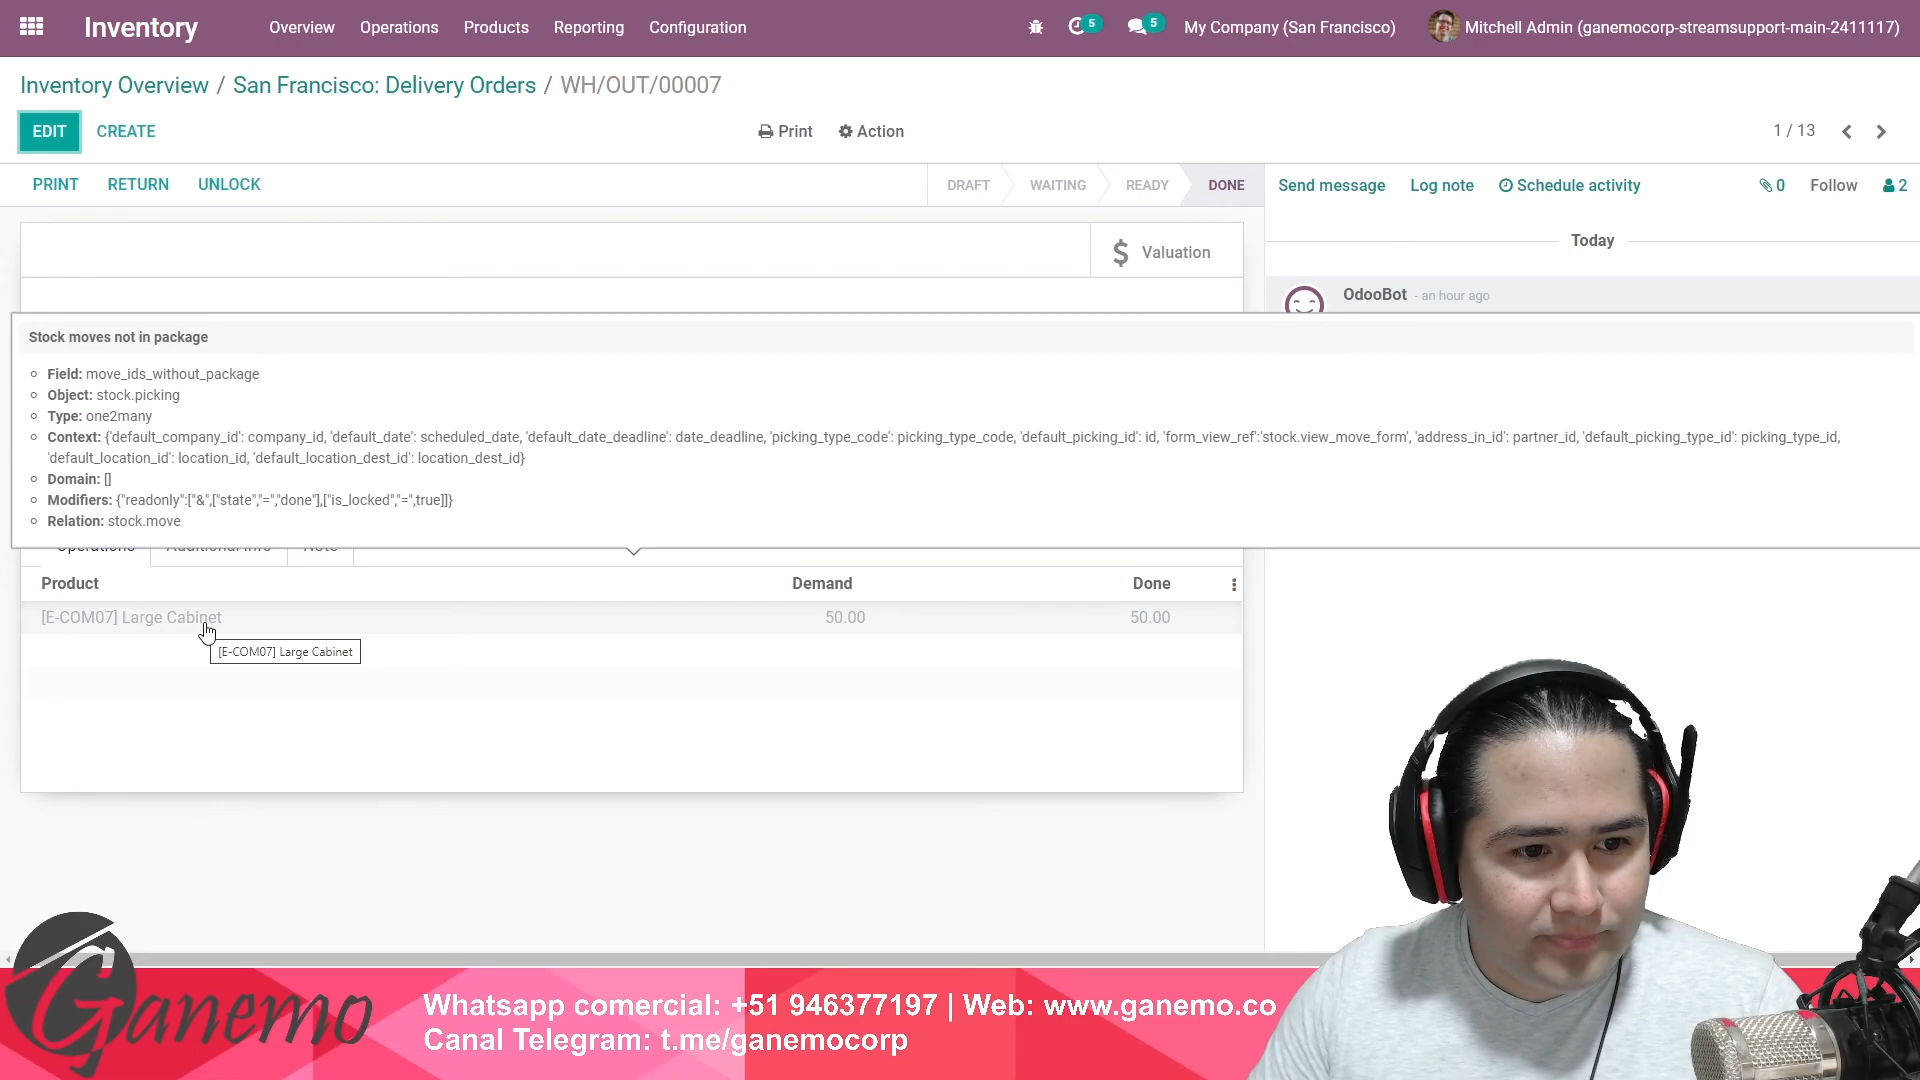 Inventory
Overview
Operations
Products
Reporting
Configuration
5
5
My Company (San Francisco)
Mitchell Admin (ganemocorp-streamsupport-main-2411117)
Inventory Overview / San Francisco: Delivery Orders / WH/OUT/00007
EDIT
CREATE
Print
Action
1 / 13
PRINT
RETURN
UNLOCK
DRAFT
WAITING
READY
DONE
Send message
Log note
Schedule activity
0
Follow
2
$ Valuation
Today
OdooBot - an hour ago
Stock moves not in package
Field: move_ids_without_package
Object: stock.picking
Type: one2many
Context: {'default_company_id': company_id, 'default_date': scheduled_date, 'default_date_deadline': date_deadline, 'picking_type_code': picking_type_code, 'default_picking_id': id, 'form_view_ref':'stock.view_move_form', 'address_in_id': partner_id, 'default_picking_type_id': picking_type_id,
'default_location_id': location_id, 'default_location_dest_id': location_dest_id}
Domain: []
Modifiers: {"readonly":["&",["state","=","done"],["is_locked","=",true]]}
Relation: stock.move
Operations
Additional Info
Note
Product
Demand
Done
[E-COM07] Large Cabinet
50.00
50.00
[E-COM07] Large Cabinet
Ganemo
Whatsapp comercial: +51 946377197 | Web: www.ganemo.co
Canal Telegram: t.me/ganemocorp